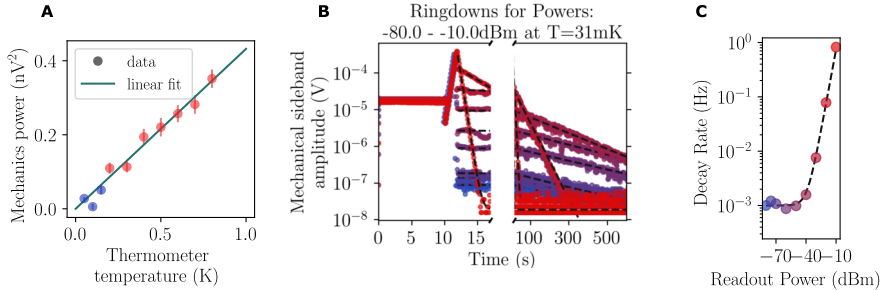 A
Mechanics power (nV²)
0.4
0.2
0.0
data
linear fit
0.0
0.5
1.0
Thermometer
temperature (K)
B
Ringdowns for Powers:
-80.0 - -10.0dBm at T=31mK
Mechanical sideband
amplitude (V)
10⁻⁴
10⁻⁵
10⁻⁶
10⁻⁷
10⁻⁸
0
10
15
100
300
500
Time (s)
C
Decay Rate (Hz)
10⁰
10⁻¹
10⁻²
10⁻³
−70
−40
−10
Readout Power (dBm)